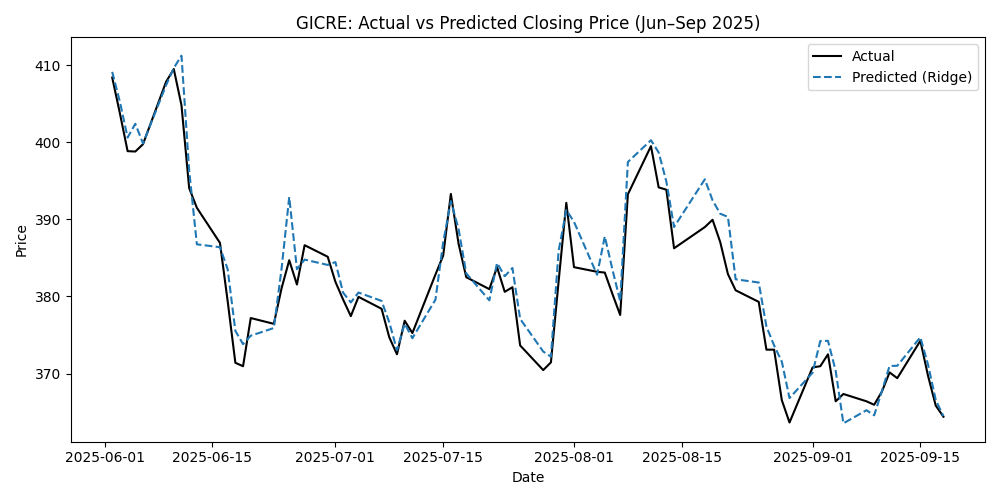 GICRE: Actual vs Predicted Closing Price (Jun–Sep 2025)
Actual
Predicted (Ridge)
Price
410
400
390
380
370
2025-06-01
2025-06-15
2025-07-01
2025-07-15
2025-08-01
2025-08-15
2025-09-01
2025-09-15
Date